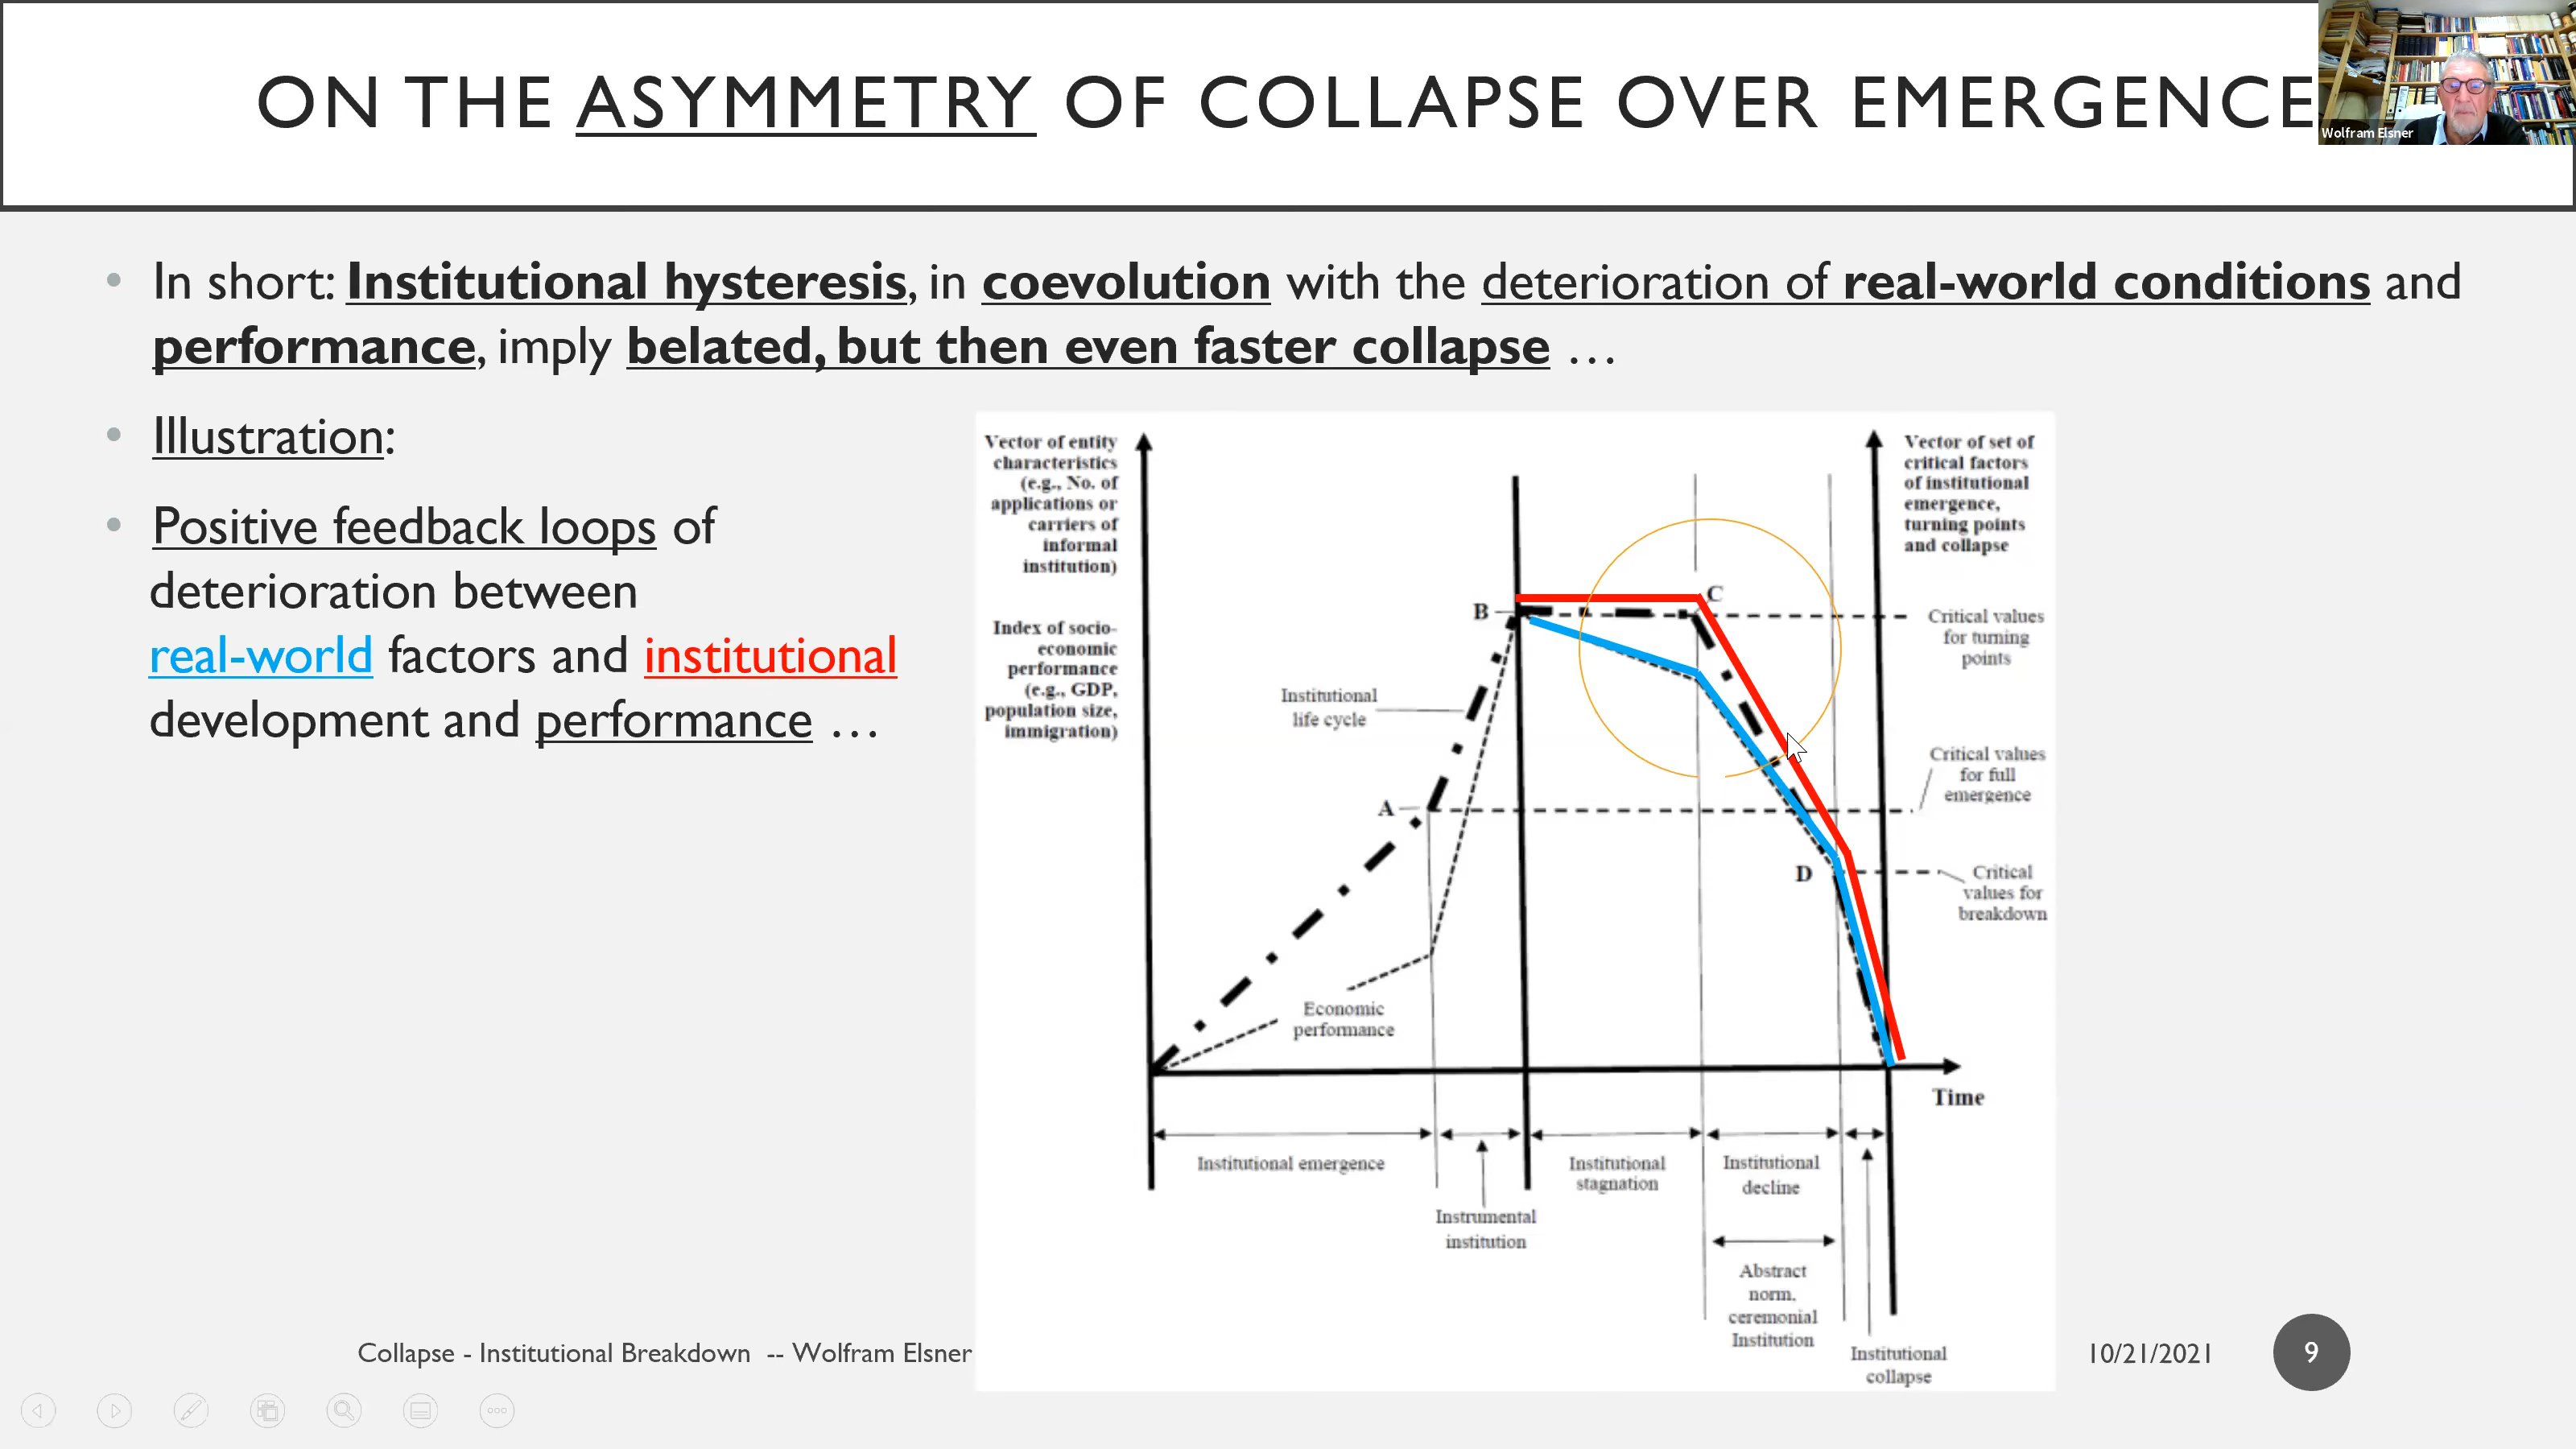 ON THE ASYMMETRY OF COLLAPSE OVER EMERGENCE
Wolfram Elsner
• In short: Institutional hysteresis, in coevolution with the deterioration of real-world conditions and
performance, imply belated, but then even faster collapse …
• Illustration:
• Positive feedback loops of
deterioration between
real-world factors and institutional
development and performance …
Vector of entity
characteristics
(e.g., No. of
applications or
carriers of
informal
institution)
Index of socio-
economic
performance
(e.g., GDP,
population size,
immigration)
Vector of set of
critical factors
of institutional
emergence,
turning points
and collapse
B
C
Critical values
for turning
points
Institutional
life cycle
Critical values
for full
emergence
A
D
Critical
values for
breakdown
Economic
performance
Time
Institutional emergence
Institutional
stagnation
Institutional
decline
Instrumental
institution
Abstract
norm,
ceremonial
Institution
Institutional
collapse
Collapse - Institutional Breakdown -- Wolfram Elsner
10/21/2021
9